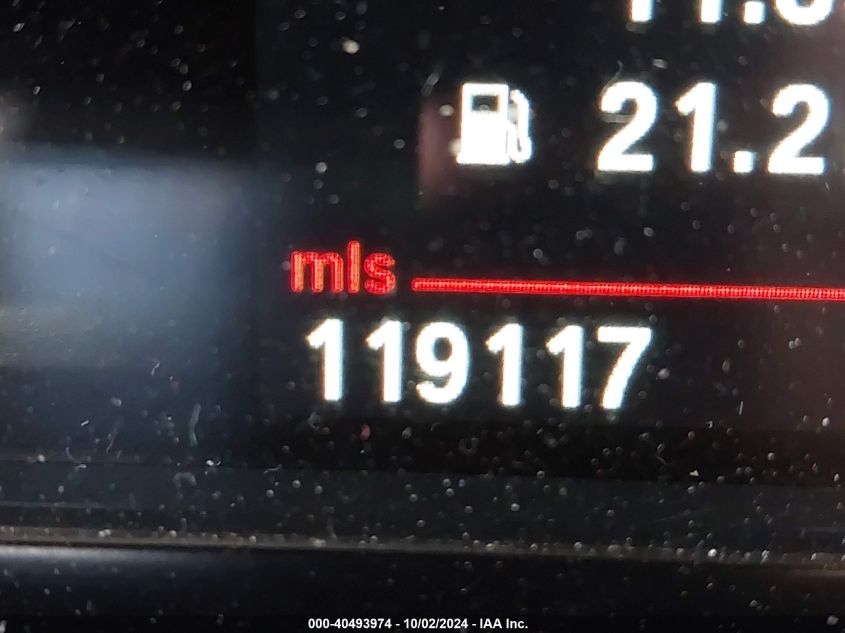 21.2
mls
119117
000-40493974 - 10/02/2024 - IAA Inc.